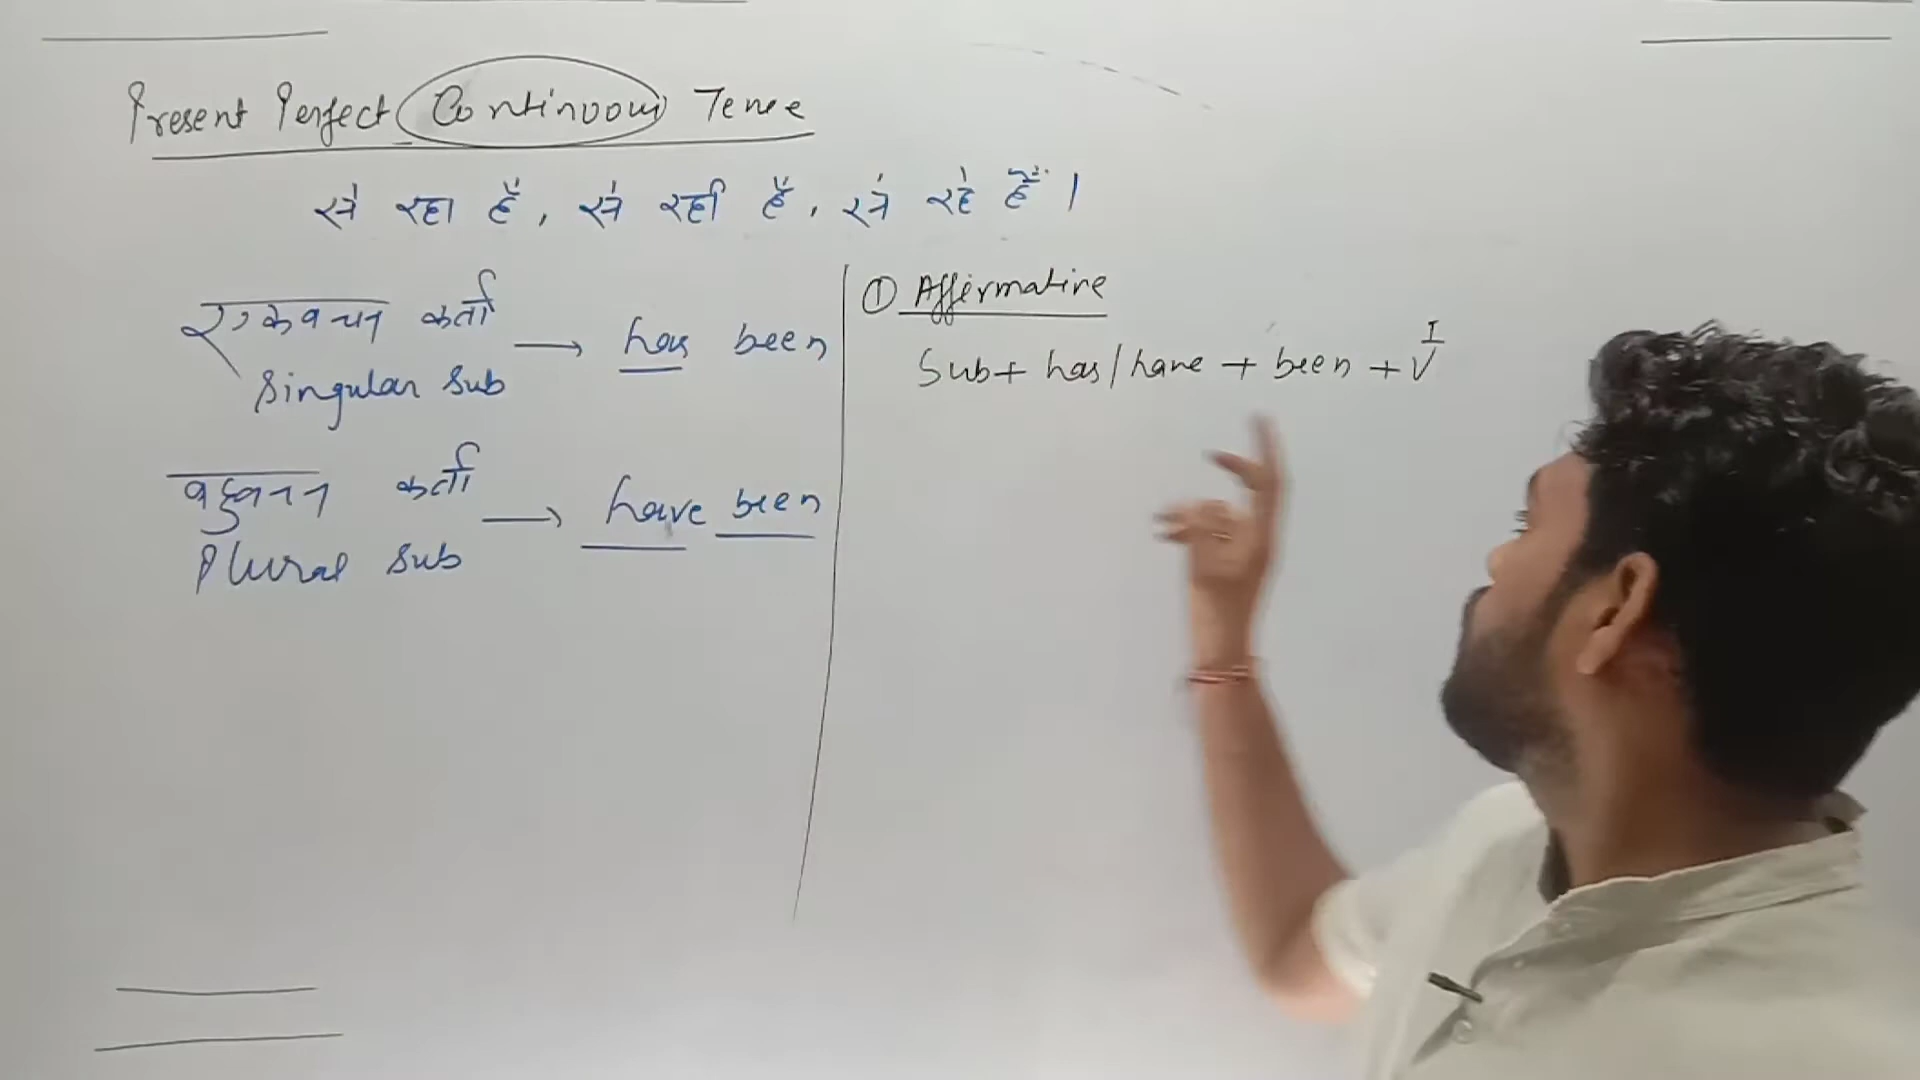 Present Perfect Continuous Tense
से रहा है, से रही है, से रहे हैं।
एकवचन कर्ता → has been
Singular Sub
बहुवचन कर्ता → have been
Plural Sub
① Affirmative
Sub + has/have + been + V I